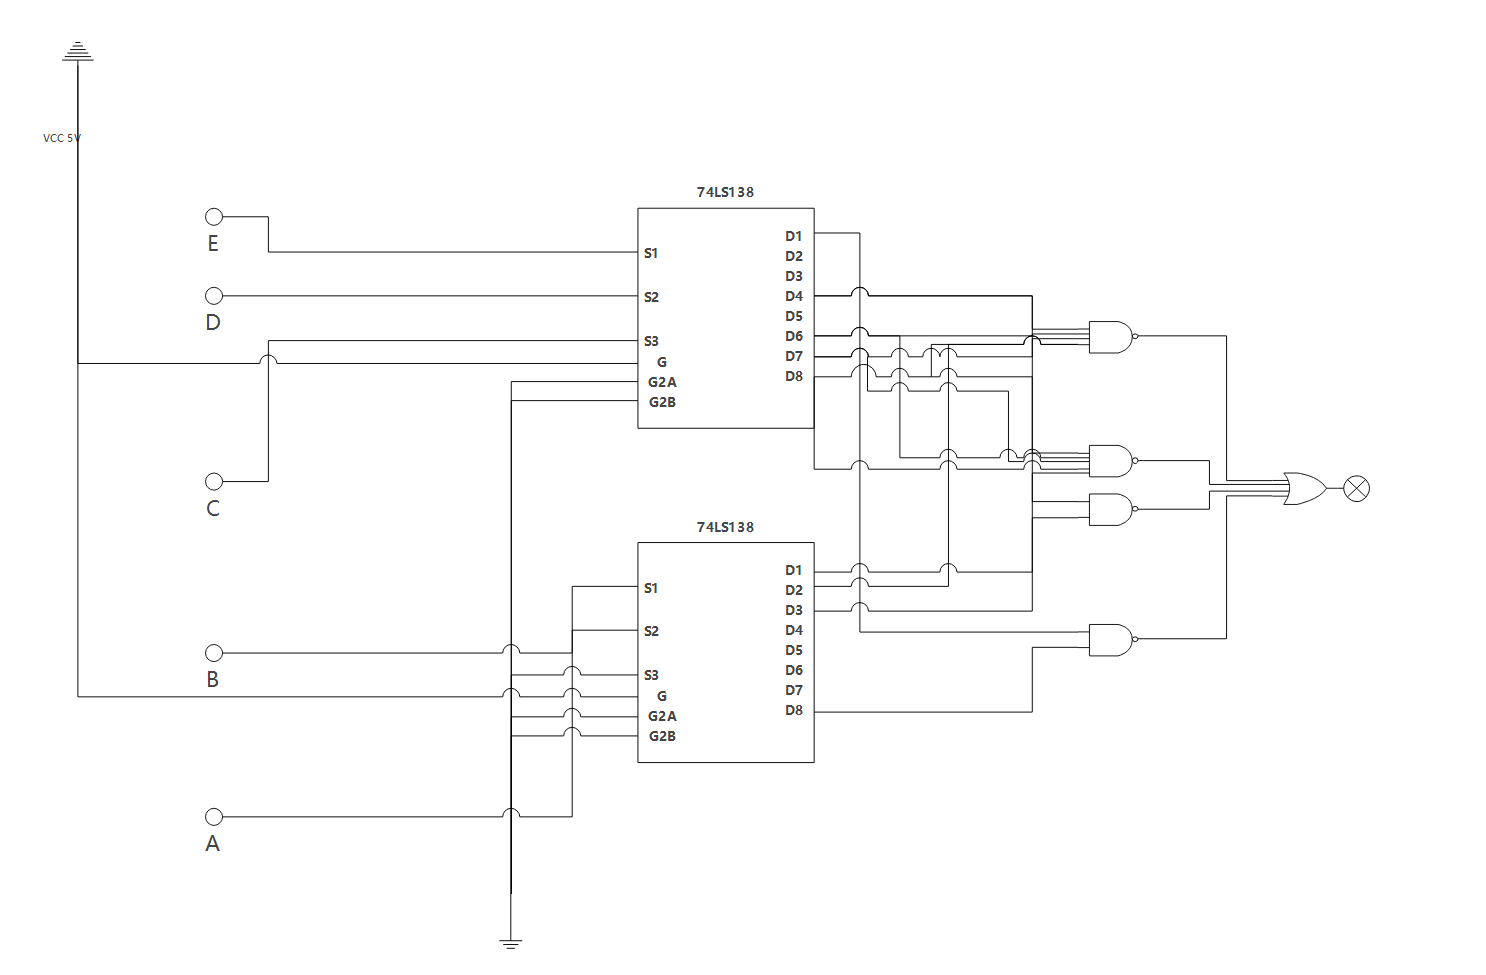 VCC 5V
74LS138
E
S1
D
S2
C
S3
G
G2A
G2B
D1
D2
D3
D4
D5
D6
D7
D8
74LS138
B
S1
S2
S3
G
G2A
G2B
A
D1
D2
D3
D4
D5
D6
D7
D8